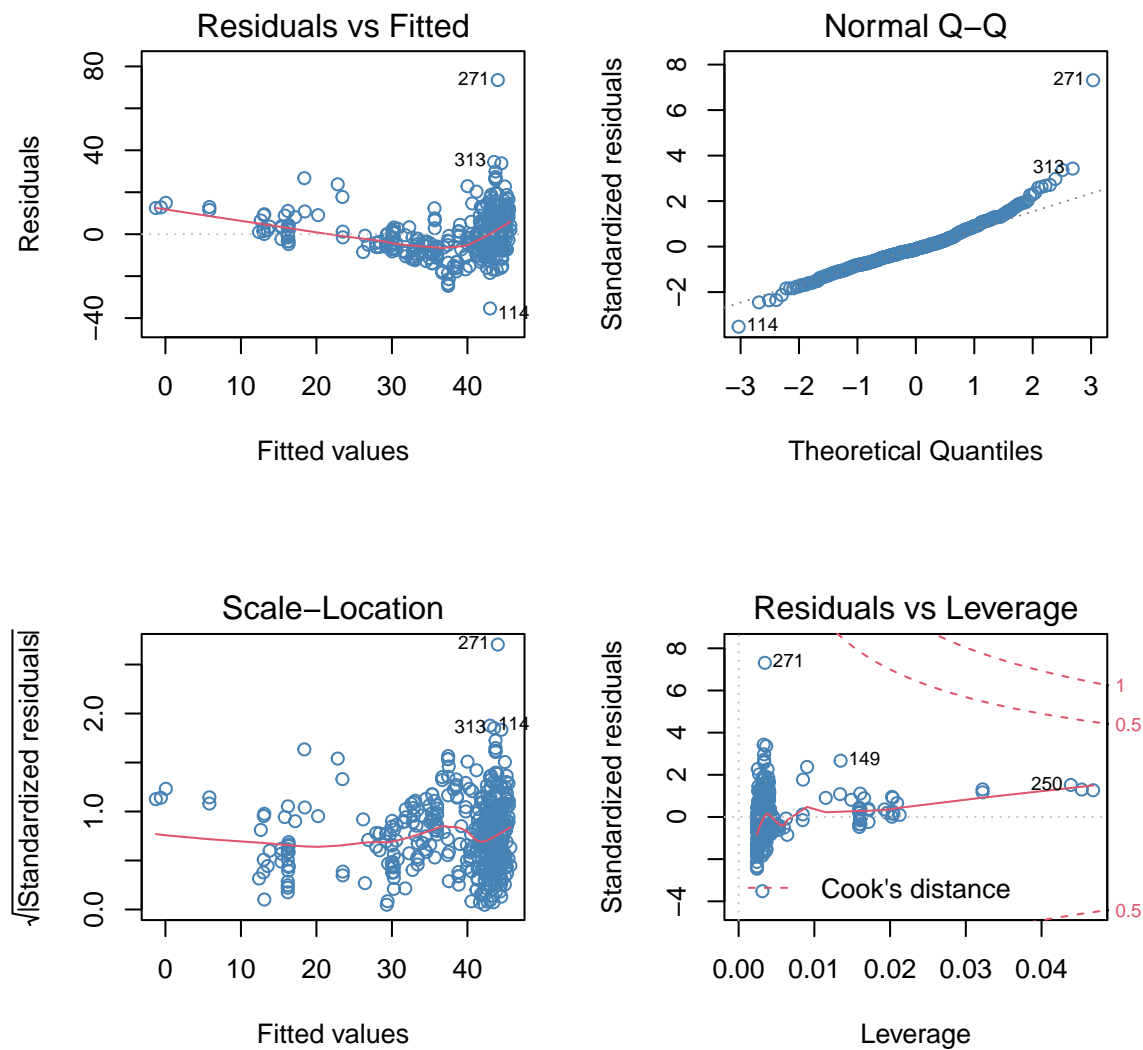 Residuals vs Fitted
Residuals
80
40
0
−40
271
313
114
0 10 20 30 40
Fitted values
Normal Q−Q
Standardized residuals
8
6
4
2
0
−2
271
313
114
−3 −2 −1 0 1 2 3
Theoretical Quantiles
Scale−Location
√|Standardized residuals|
2.0
1.0
0.0
271
313 114
0 10 20 30 40
Fitted values
Residuals vs Leverage
Standardized residuals
8
6
4
2
0
−4
271
149
250
1
0.5
0.5
Cook's distance
0.00 0.01 0.02 0.03 0.04
Leverage